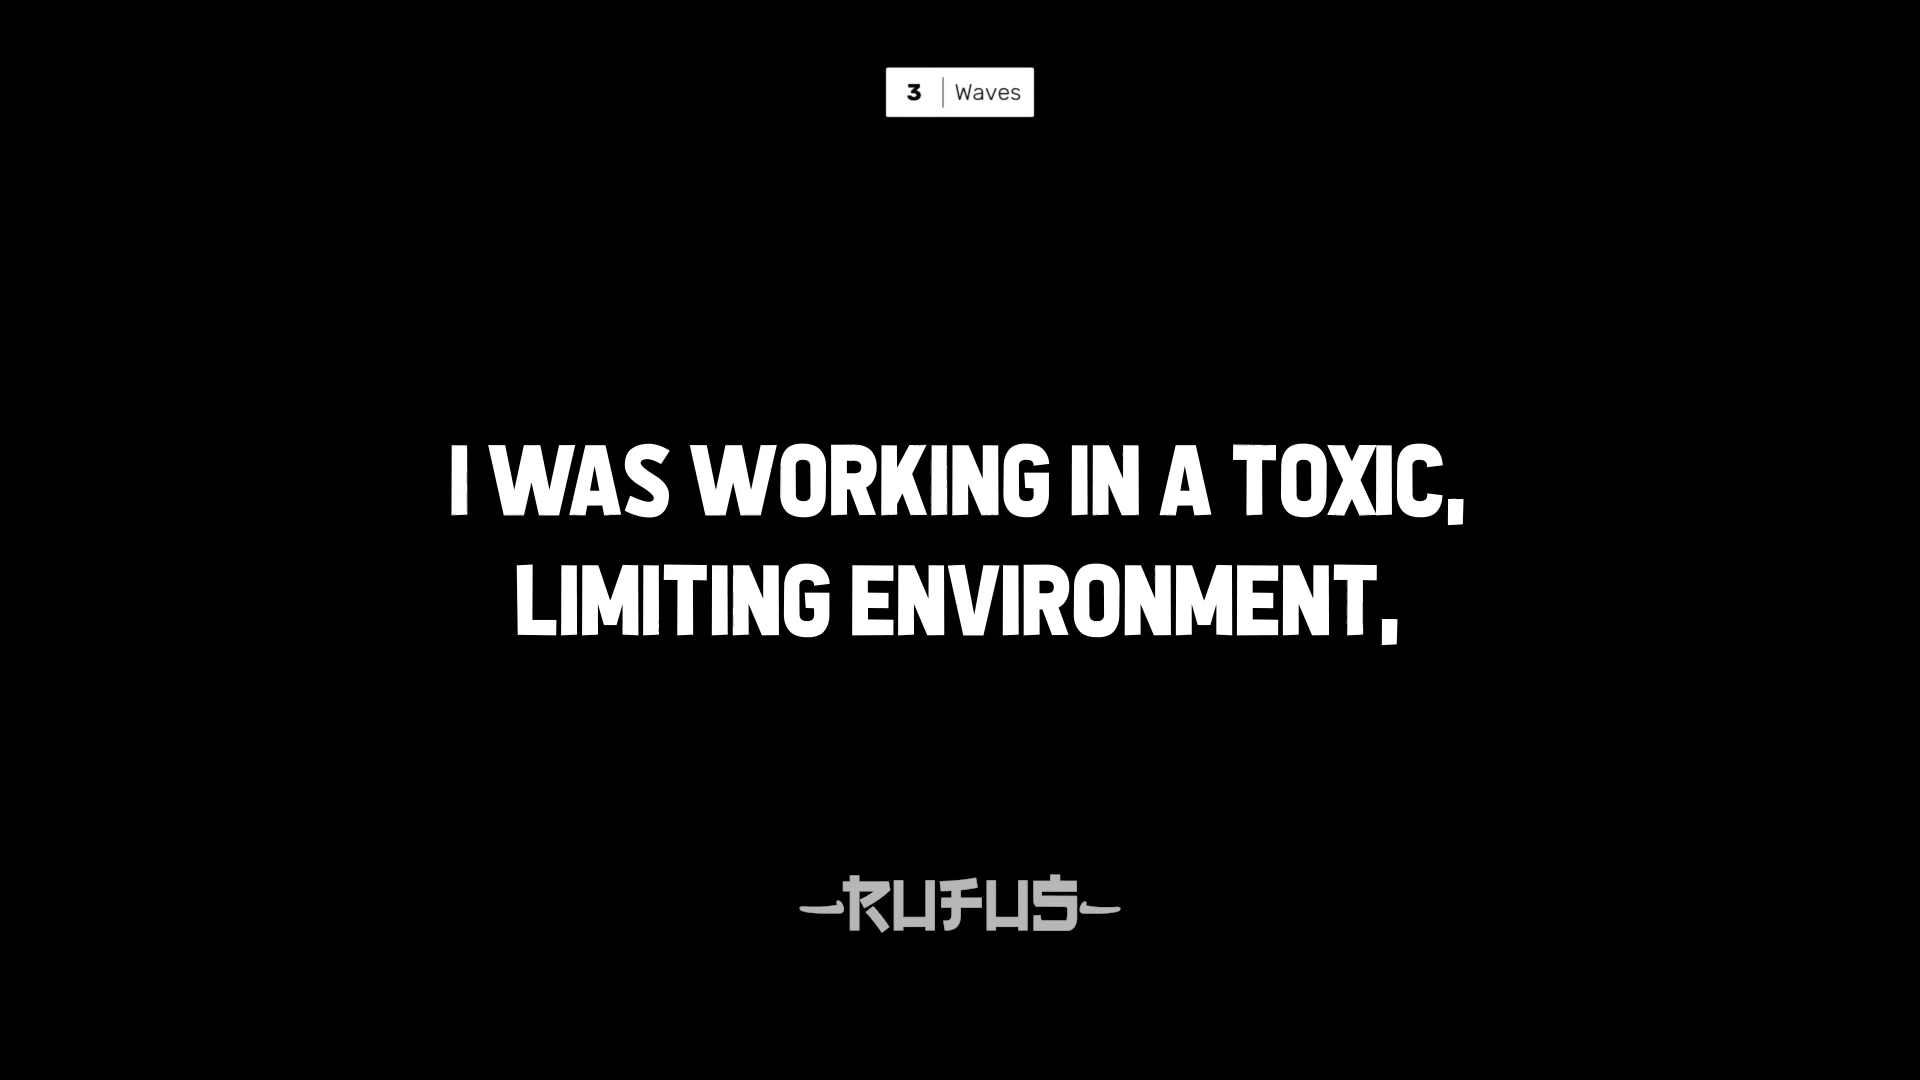 3 | Waves
I WAS WORKING IN A TOXIC,
LIMITING ENVIRONMENT,
RUFUS